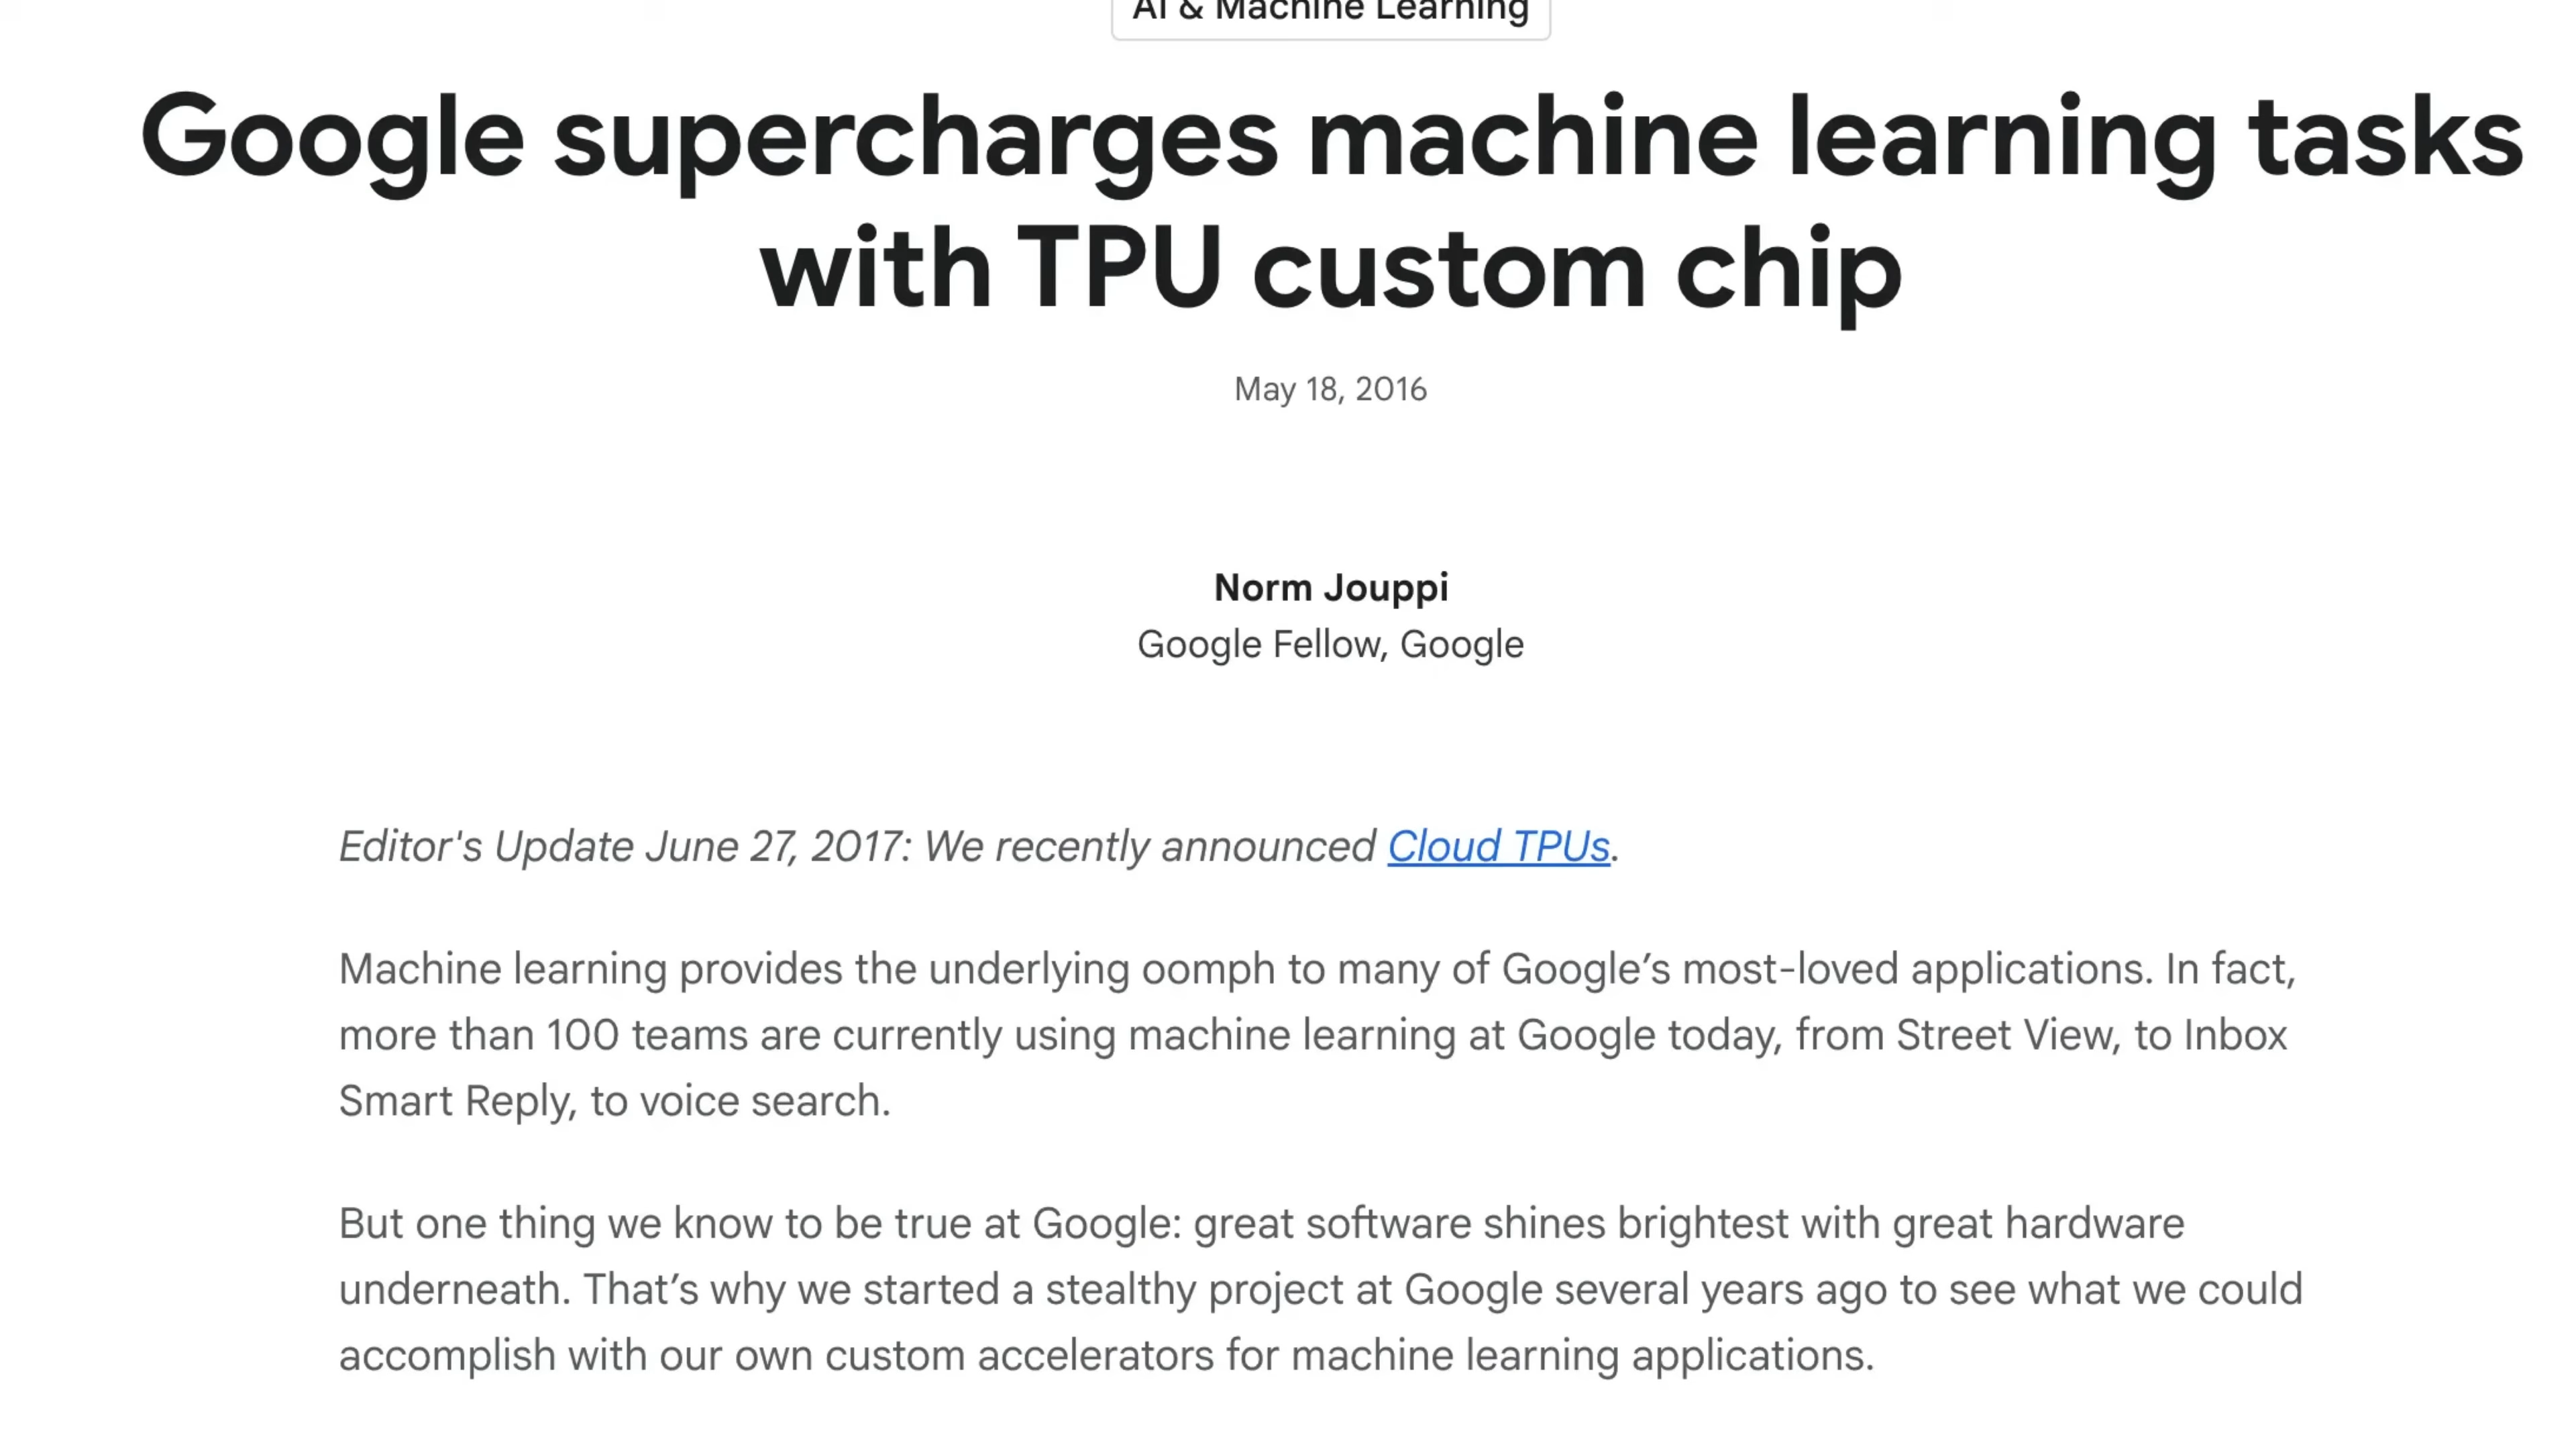 AI & Machine Learning
Google supercharges machine learning tasks
with TPU custom chip
May 18, 2016
Norm Jouppi
Google Fellow, Google
Editor's Update June 27, 2017: We recently announced Cloud TPUs.
Machine learning provides the underlying oomph to many of Google’s most-loved applications. In fact,
more than 100 teams are currently using machine learning at Google today, from Street View, to Inbox
Smart Reply, to voice search.
But one thing we know to be true at Google: great software shines brightest with great hardware
underneath. That’s why we started a stealthy project at Google several years ago to see what we could
accomplish with our own custom accelerators for machine learning applications.